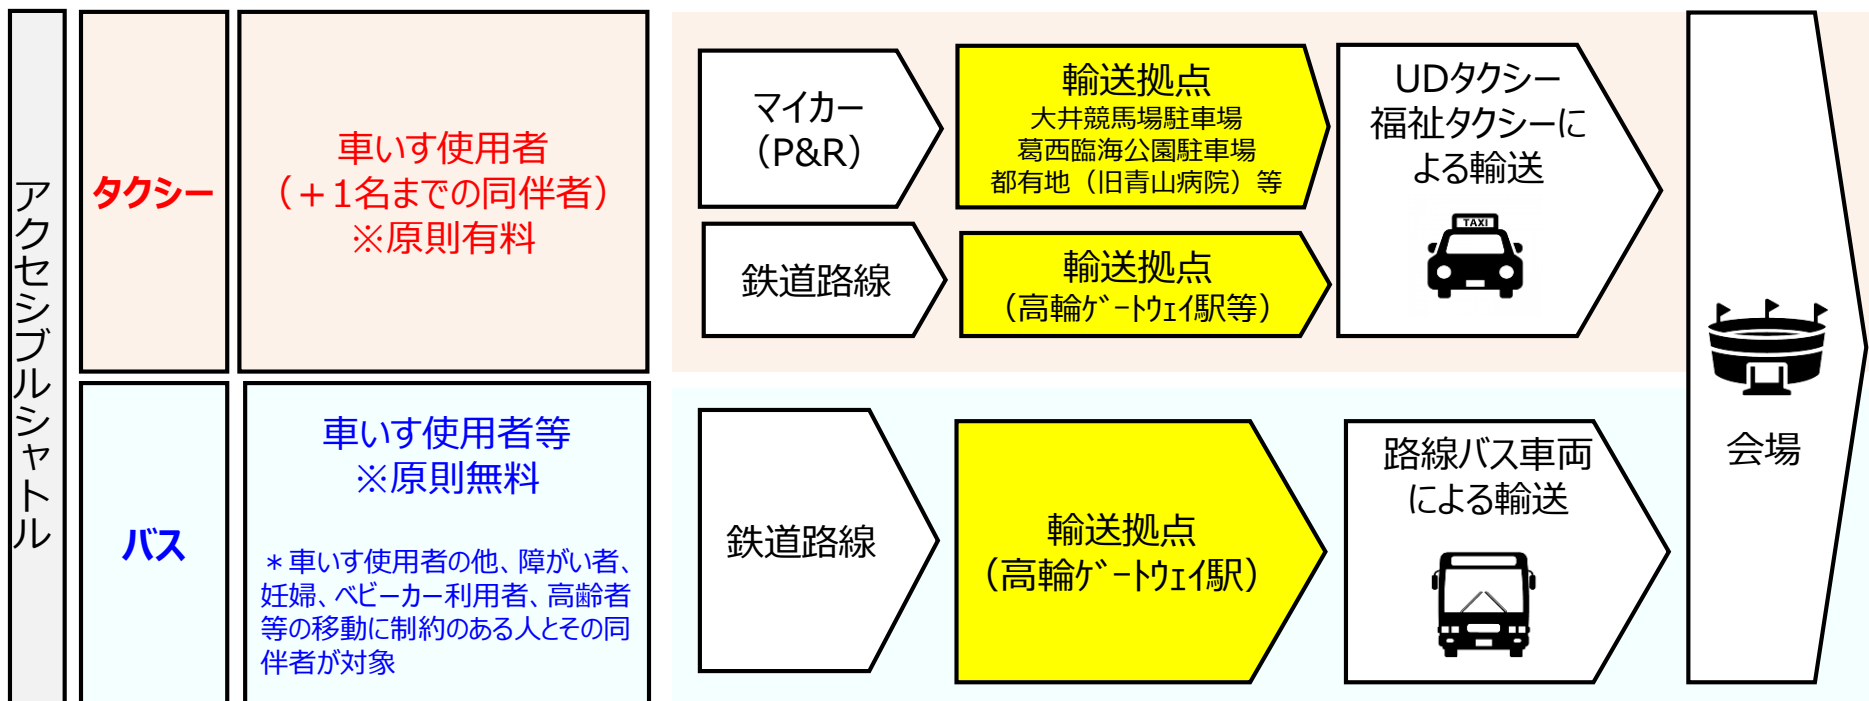 アクセシブルシャトル
タクシー
車いす使用者
（＋1名までの同伴者）
※原則有料
マイカー
（P&R）
輸送拠点
大井競馬場駐車場
葛西臨海公園駐車場
都有地（旧青山病院）等
鉄道路線
輸送拠点
（高輪ｹﾞｰﾄｳｪｲ駅等）
UDタクシー
福祉タクシーに
よる輸送
TAXI
バス
車いす使用者等
※原則無料
＊車いす使用者の他、障がい者、
妊婦、ベビーカー利用者、高齢者
等の移動に制約のある人とその同
伴者が対象
鉄道路線
輸送拠点
（高輪ｹﾞｰﾄｳｪｲ駅）
路線バス車両
による輸送
会場